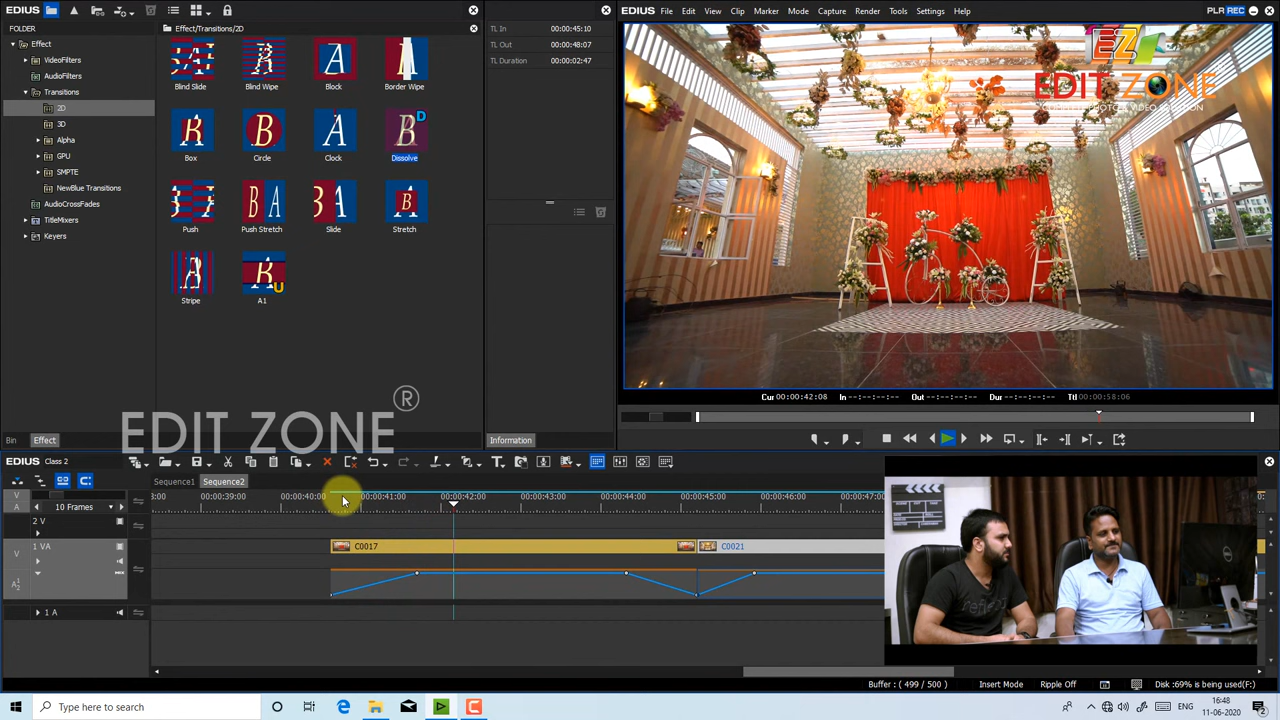 EDIUS
Effect/Transitions/2D
FOLDER
Effect
VideoFilters
AudioFilters
Transitions
2D
3D
Alpha
GPU
SMPTE
NewBlue Transitions
AudioCrossFades
TitleMixers
Keyers
Blind Slide
Blind Wipe
Block
Border Wipe
Box
Circle
Clock
Dissolve
Push
Push Stretch
Slide
Stretch
Stripe
A1
Bin
Effect
TL In 00:00:45:10
TL Out 00:00:48:07
TL Duration 00:00:02:47
Information
EDIUS File Edit View Clip Marker Mode Capture Render Tools Settings Help
PLR REC
EZ
EDIT ZONE
Cur 00:00:42:08 In --:--:--:-- Out --:--:--:-- Dur --:--:--:-- Ttl 00:00:58:06
EDIT ZONE ®
EDIUS Class 2
Sequence1 Sequence2
10 Frames
00:00:39:00 00:00:40:00 00:00:41:00 00:00:42:00 00:00:43:00 00:00:44:00 00:00:45:00 00:00:46:00
2 V
1 VA
C0017
C0021
1 A
Buffer : ( 499 / 500 ) Insert Mode Ripple Off Disk :69% is being used(F:)
Type here to search
ENG
16:48
11-06-2020